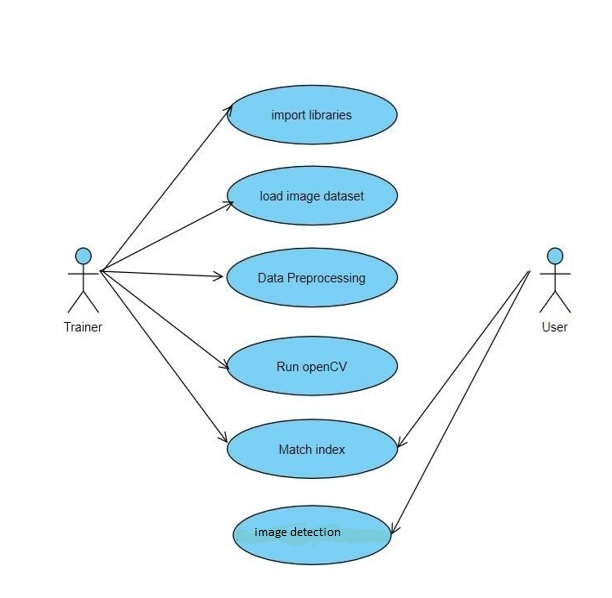 import libraries
load image dataset
Data Preprocessing
Trainer
User
Run openCV
Match index
image detection